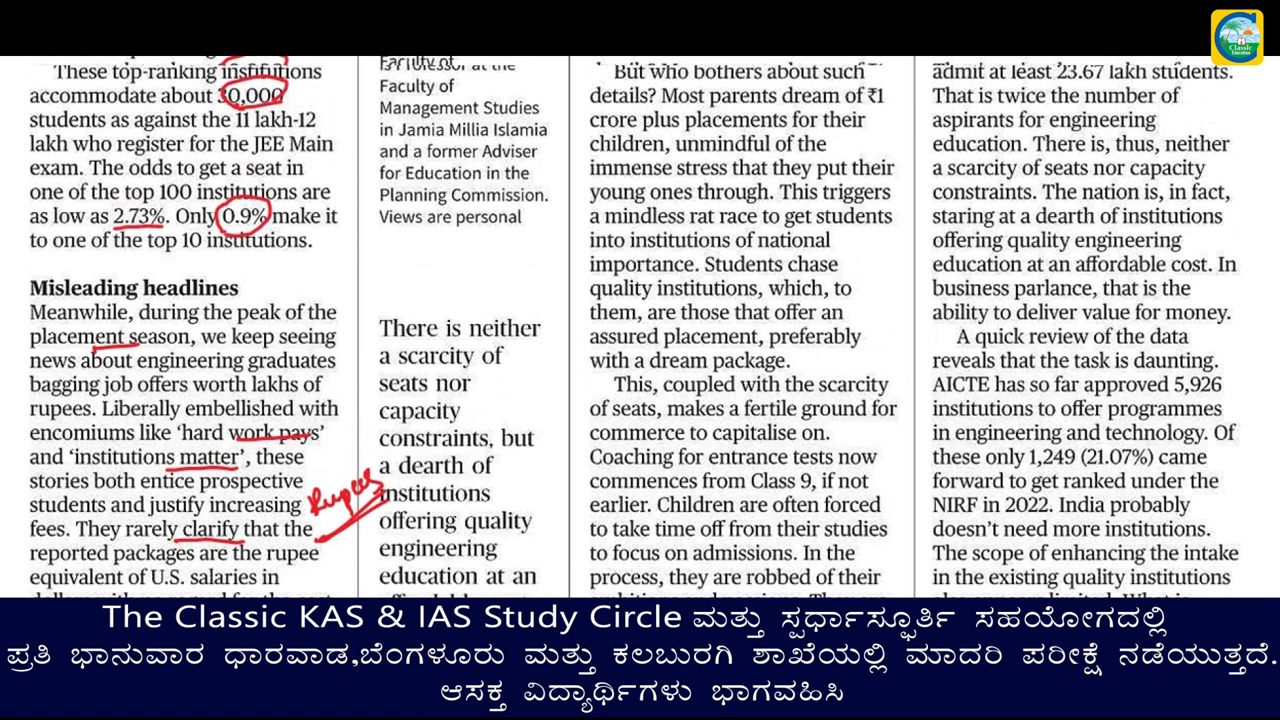 Classic
Education
These top-ranking institutions
accommodate about 30,000
students as against the 11 lakh-12
lakh who register for the JEE Main
exam. The odds to get a seat in
one of the top 100 institutions are
as low as 2.73%. Only 0.9% make it
to one of the top 10 institutions.
Misleading headlines
Meanwhile, during the peak of the
placement season, we keep seeing
news about engineering graduates
bagging job offers worth lakhs of
rupees. Liberally embellished with
encomiums like ‘hard work pays’
and ‘institutions matter’, these
stories both entice prospective
students and justify increasing
fees. They rarely clarify that the
reported packages are the rupee
equivalent of U.S. salaries in
Rupees
Faculty of
Management Studies
in Jamia Millia Islamia
and a former Adviser
for Education in the
Planning Commission.
Views are personal
There is neither
a scarcity of
seats nor
capacity
constraints, but
a dearth of
institutions
offering quality
engineering
education at an
But who bothers about such
details? Most parents dream of ₹1
crore plus placements for their
children, unmindful of the
immense stress that they put their
young ones through. This triggers
a mindless rat race to get students
into institutions of national
importance. Students chase
quality institutions, which, to
them, are those that offer an
assured placement, preferably
with a dream package.
This, coupled with the scarcity
of seats, makes a fertile ground for
commerce to capitalise on.
Coaching for entrance tests now
commences from Class 9, if not
earlier. Children are often forced
to take time off from their studies
to focus on admissions. In the
process, they are robbed of their
admit at least 23.67 lakh students.
That is twice the number of
aspirants for engineering
education. There is, thus, neither
a scarcity of seats nor capacity
constraints. The nation is, in fact,
staring at a dearth of institutions
offering quality engineering
education at an affordable cost. In
business parlance, that is the
ability to deliver value for money.
A quick review of the data
reveals that the task is daunting.
AICTE has so far approved 5,926
institutions to offer programmes
in engineering and technology. Of
these only 1,249 (21.07%) came
forward to get ranked under the
NIRF in 2022. India probably
doesn’t need more institutions.
The scope of enhancing the intake
in the existing quality institutions
The Classic KAS & IAS Study Circle ಮತ್ತು ಸ್ಪರ್ಧಾಸ್ಫೂರ್ತಿ ಸಹಯೋಗದಲ್ಲಿ
ಪ್ರತಿ ಭಾನುವಾರ ಧಾರವಾಡ,ಬೆಂಗಳೂರು ಮತ್ತು ಕಲಬುರಗಿ ಶಾಖೆಯಲ್ಲಿ ಮಾದರಿ ಪರೀಕ್ಷೆ ನಡೆಯುತ್ತದೆ.
ಆಸಕ್ತ ವಿದ್ಯಾರ್ಥಿಗಳು ಭಾಗವಹಿಸಿ